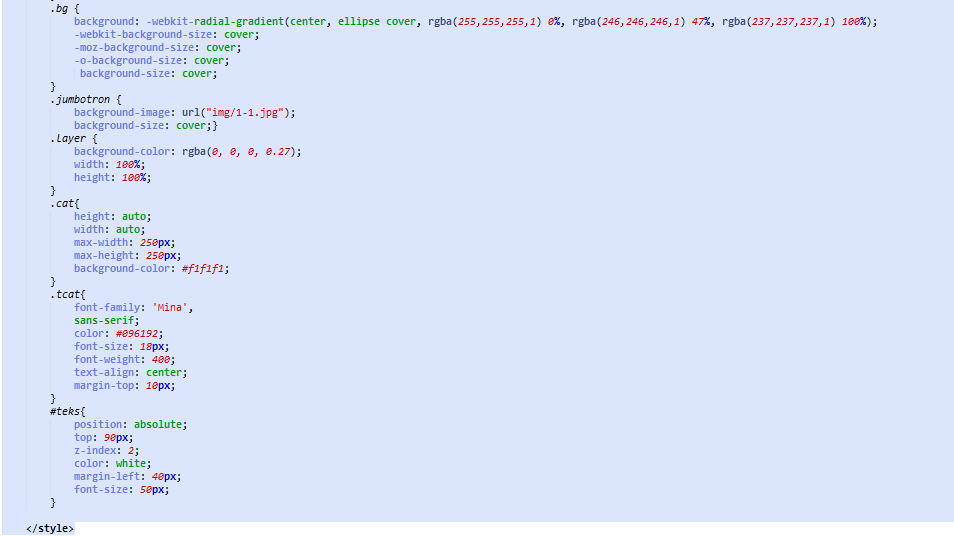 .bg {
background: -webkit-radial-gradient(center, ellipse cover, rgba(255,255,255,1) 0%, rgba(246,246,246,1) 47%, rgba(237,237,237,1) 100%);
-webkit-background-size: cover;
-moz-background-size: cover;
-o-background-size: cover;
background-size: cover;
}
.jumbotron {
background-image: url("img/1-1.jpg");
background-size: cover;}
.layer {
background-color: rgba(0, 0, 0, 0.27);
width: 100%;
height: 100%;
}
.cat{
height: auto;
width: auto;
max-width: 250px;
max-height: 250px;
background-color: #f1f1f1;
}
.tcat{
font-family: 'Mina',
sans-serif;
color: #096192;
font-size: 18px;
font-weight: 400;
text-align: center;
margin-top: 10px;
}
#teks{
position: absolute;
top: 90px;
z-index: 2;
color: white;
margin-left: 40px;
font-size: 50px;
}
</style>